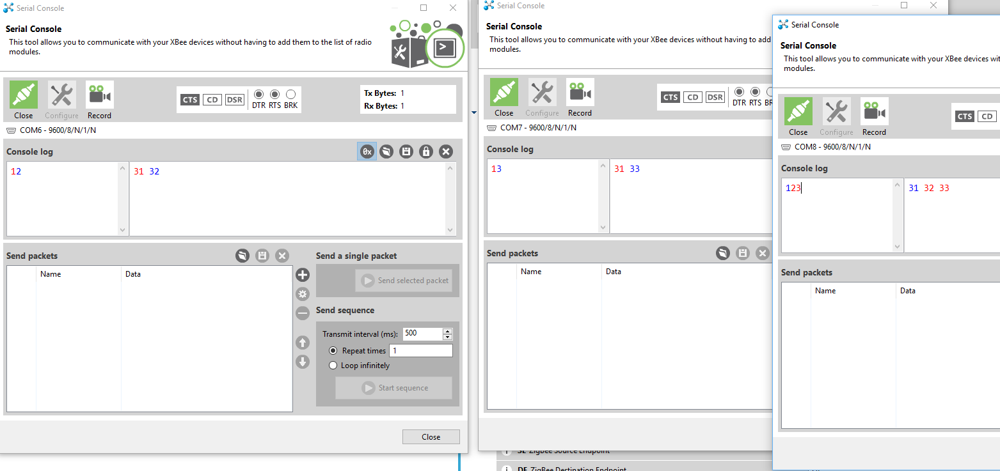 Serial Console
Serial Console
This tool allows you to communicate with your XBee devices without having to add them to the list of radio
modules.
Close
Configure
Record
CTS CD DSR
DTR RTS BRK
Tx Bytes: 1
Rx Bytes: 1
COM6 - 9600/8/N/1/N
Console log
0x
12
31 32
Send packets
Name Data
Send a single packet
Send selected packet
Send sequence
Transmit interval (ms): 500
Repeat times 1
Loop infinitely
Start sequence
Close
Serial Console
Serial Console
This tool allows you to communicate with your XBee devices without having to add
modules.
Close
Configure
Record
CTS CD DSR
DTR RTS BR
COM7 - 9600/8/N/1/N
Console log
13
31 33
Send packets
Name Data
SE ZigBee Source Endpoint
DE ZigBee Destination Endpoint
Serial Console
Serial Console
This tool allows you to communicate with your XBee devices wit
modules.
Close
Configure
Record
CTS CD
COM8 - 9600/8/N/1/N
Console log
123
31 32 33
Send packets
Name Data